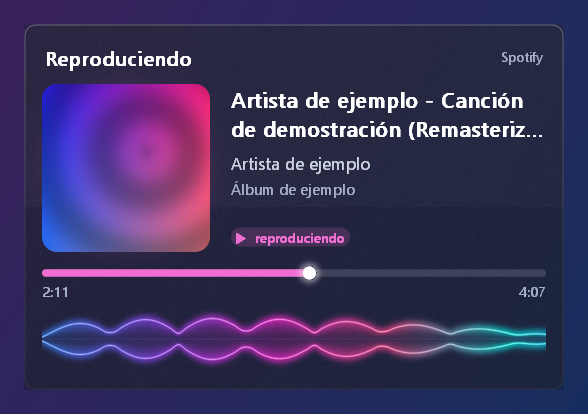 Reproduciendo
Spotify
Artista de ejemplo - Canción
de demostración (Remasteriz...
Artista de ejemplo
Álbum de ejemplo
reproduciendo
2:11
4:07